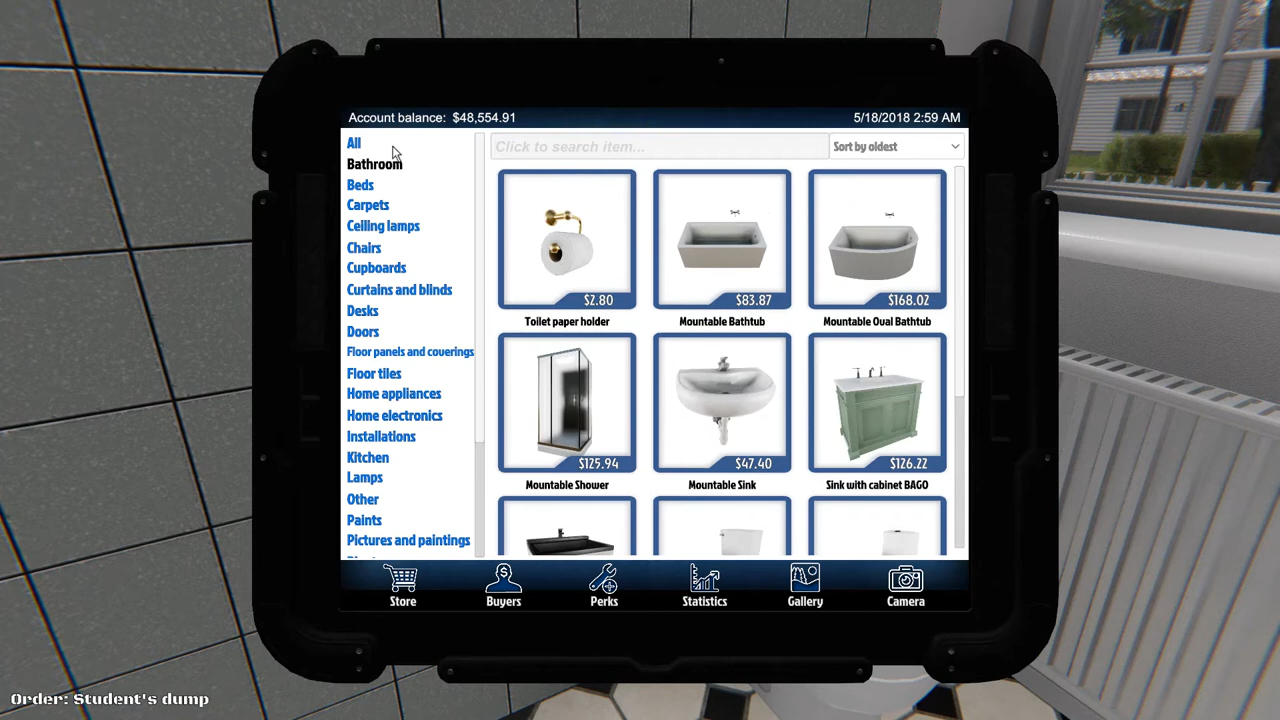 Account balance: $48,554.91
5/18/2018 2:59 AM
All
Bathroom
Beds
Carpets
Ceiling lamps
Chairs
Cupboards
Curtains and blinds
Desks
Doors
Floor panels and coverings
Floor tiles
Home appliances
Home electronics
Installations
Kitchen
Lamps
Other
Paints
Pictures and paintings
Click to search item...
Sort by oldest
$2.80
$83.87
$168.02
Toilet paper holder
Mountable Bathtub
Mountable Oval Bathtub
$125.94
$47.40
$126.22
Mountable Shower
Mountable Sink
Sink with cabinet BAGO
Store
Buyers
Perks
Statistics
Gallery
Camera
Order: Student's dump